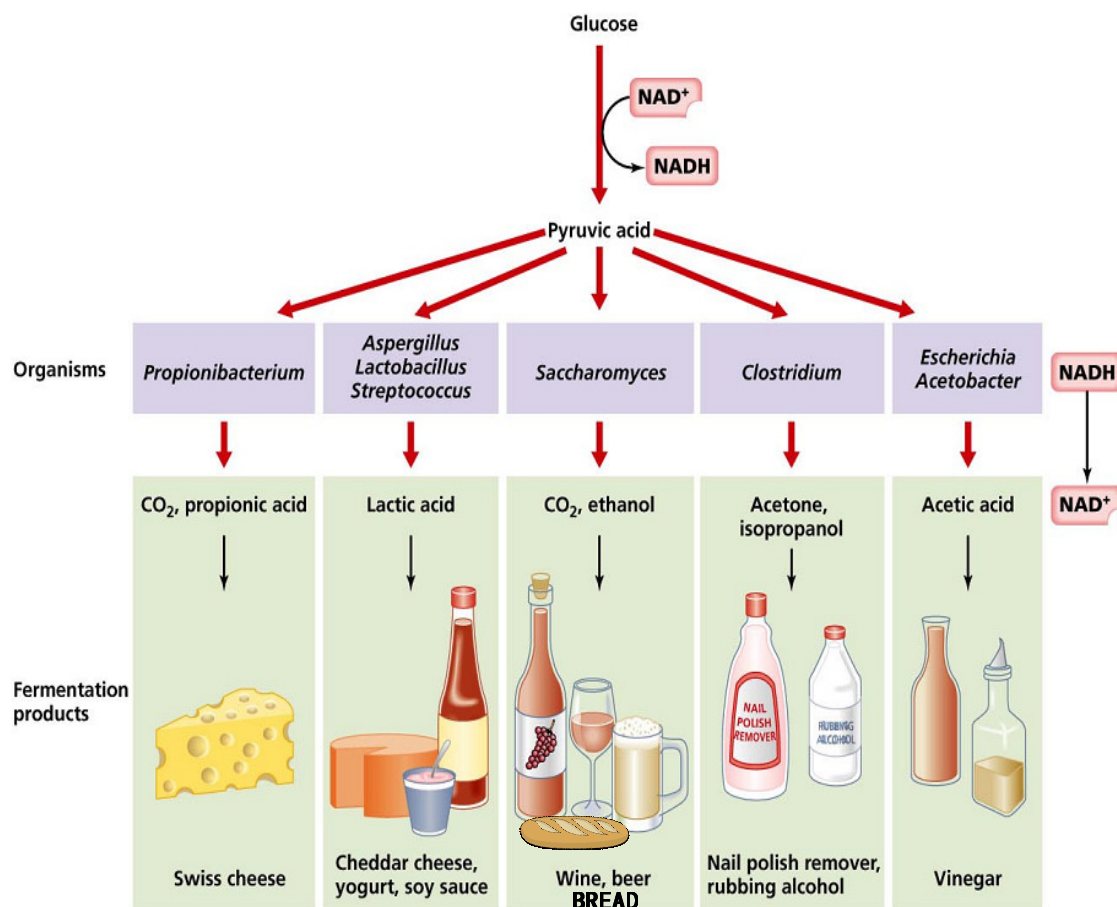 Glucose
NAD+
NADH
Pyruvic acid
Organisms
Propionibacterium
Aspergillus
Lactobacillus
Streptococcus
Saccharomyces
Clostridium
Escherichia
Acetobacter
NADH
NAD+
CO2, propionic acid
Lactic acid
CO2, ethanol
Acetone,
isopropanol
Acetic acid
Fermentation
products
NAIL
POLISH
REMOVER
RUBBING
ALCOHOL
Swiss cheese
Cheddar cheese,
yogurt, soy sauce
Wine, beer
BREAD
Nail polish remover,
rubbing alcohol
Vinegar